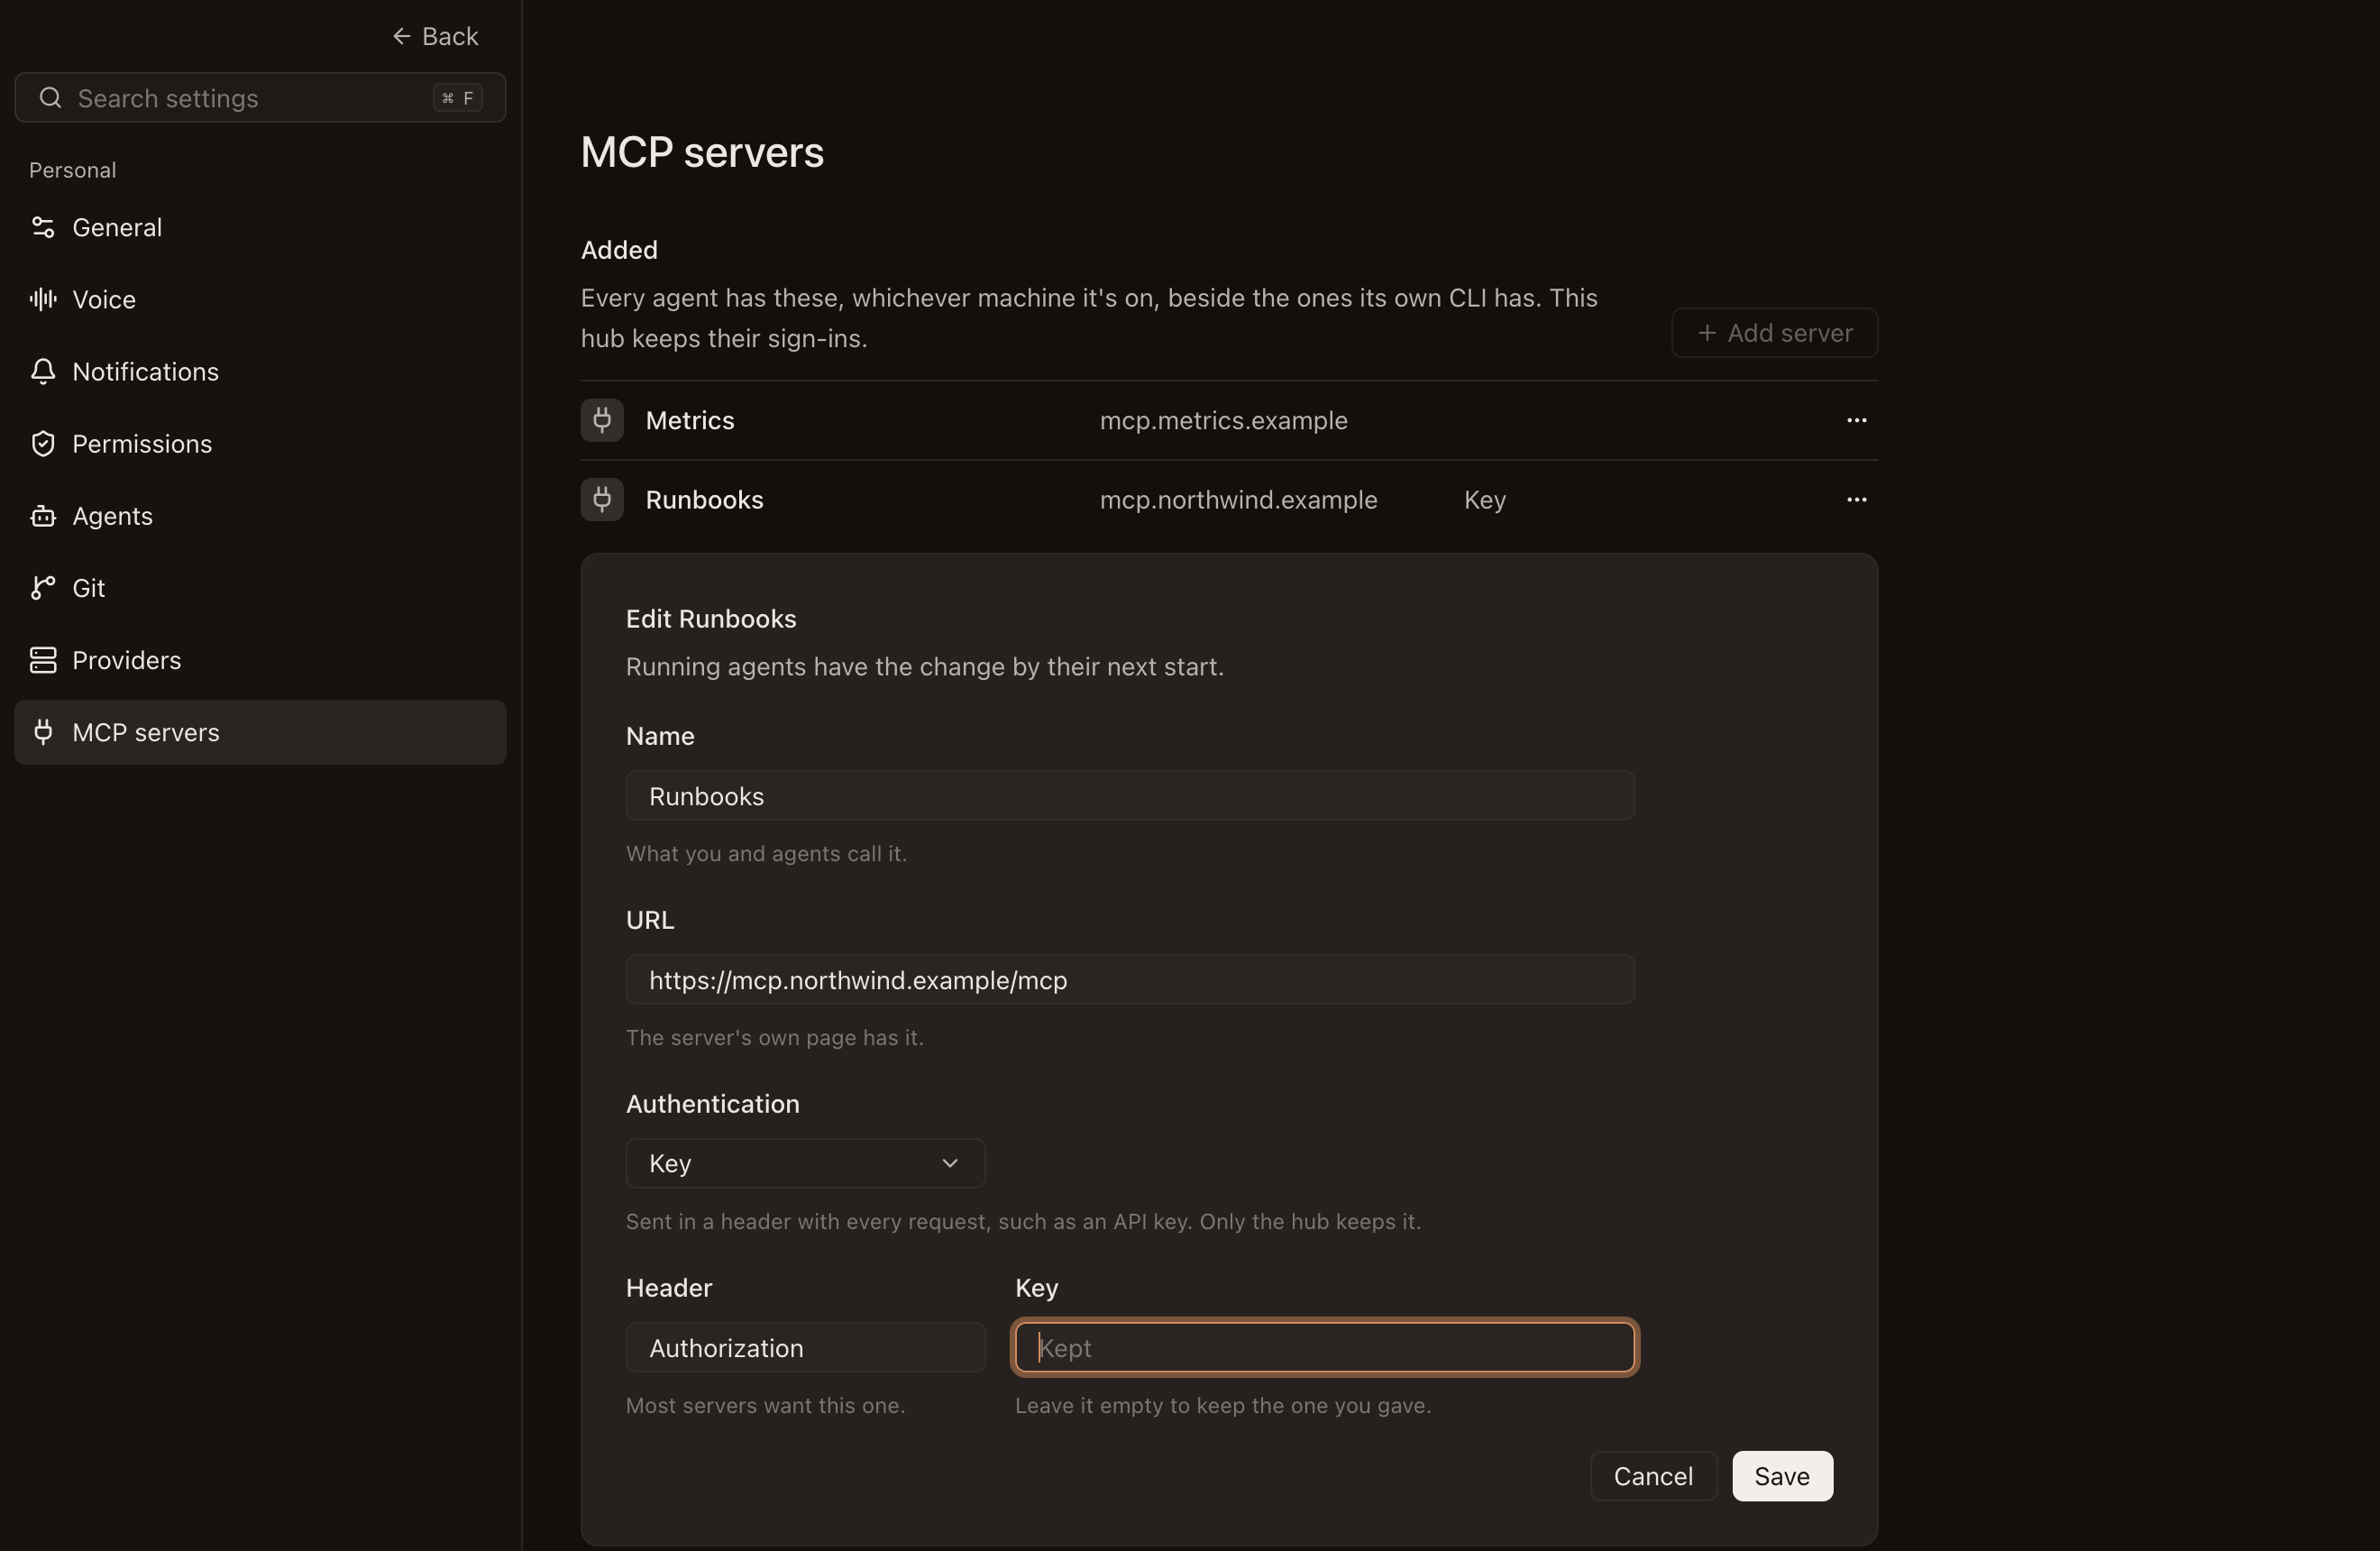 Back
Search settings
⌘ F
Personal
General
Voice
Notifications
Permissions
Agents
Git
Providers
MCP servers
MCP servers
Added
Every agent has these, whichever machine it's on, beside the ones its own CLI has. This
hub keeps their sign-ins.
Add server
Metrics
mcp.metrics.example
Runbooks
mcp.northwind.example
Key
Edit Runbooks
Running agents have the change by their next start.
Name
Runbooks
What you and agents call it.
URL
https://mcp.northwind.example/mcp
The server's own page has it.
Authentication
Key
Sent in a header with every request, such as an API key. Only the hub keeps it.
Header
Key
Authorization
Kept
Most servers want this one.
Leave it empty to keep the one you gave.
Cancel
Save